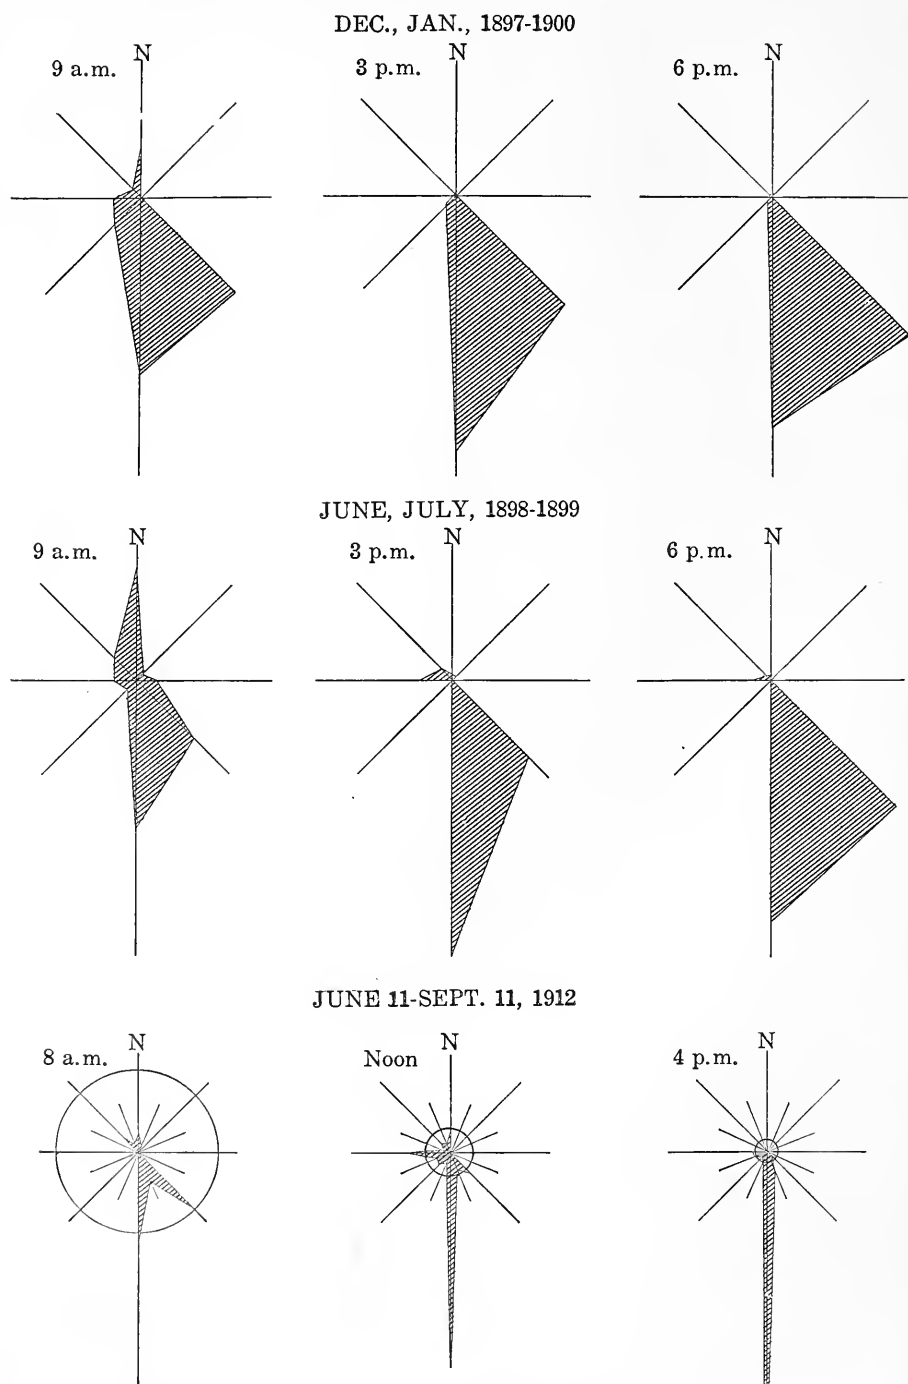 DEC., JAN., 1897-1900
9 a.m. N 3 p.m. N 6 p.m. N
JUNE, JULY, 1898-1899
9 a.m. N 3 p.m. N 6 p.m. N
JUNE 11-SEPT. 11, 1912
8 a.m. N Noon N 4 p.m. N